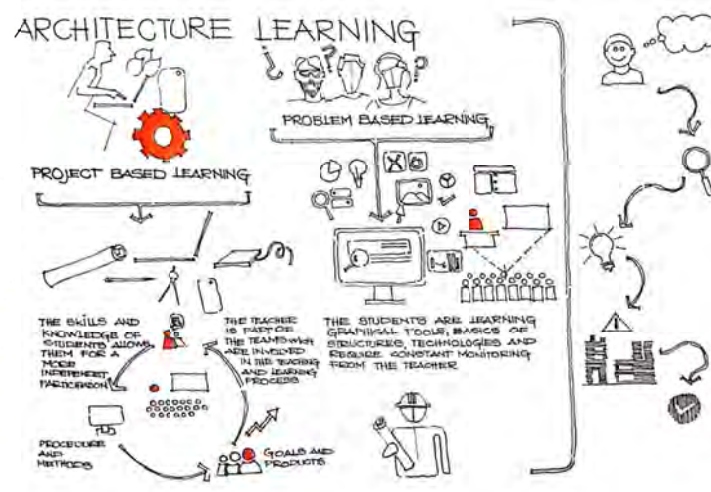 ARCHITECTURE LEARNING
PROJECT BASED LEARNING
PROBLEM BASED LEARNING
THE SKILLS AND
KNOWLEDGE OF
STUDENTS ALLOWS
THEM FOR A
MORE
INDEPENDENT
PARTICIPATION
THE TEACHER
IS PART OF
THE TEAMS WHICH
ARE INVOLVED
IN THE TEACHING
AND LEARNING
PROCESS
PROCEDURE
AND
METHODS
GOALS AND
PRODUCTS
THE STUDENTS ARE LEARNING
GRAPHICAL TOOLS, BASICS OF
STRUCTURES, TECHNOLOGIES AND
REQUIRE CONSTANT MONITORING
FROM THE TEACHER